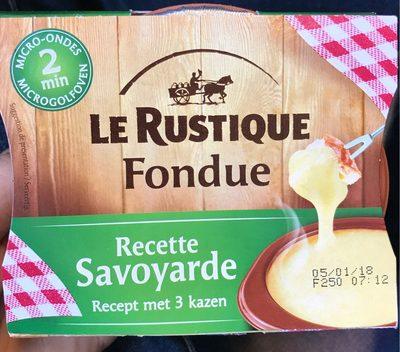 MICRO-ONDES
2
min
MICROGOLFOVEN
LE RUSTIQUE
Fondue
Recette
Savoyarde
Recept met 3 kazen
05/01/18
F250 07:12